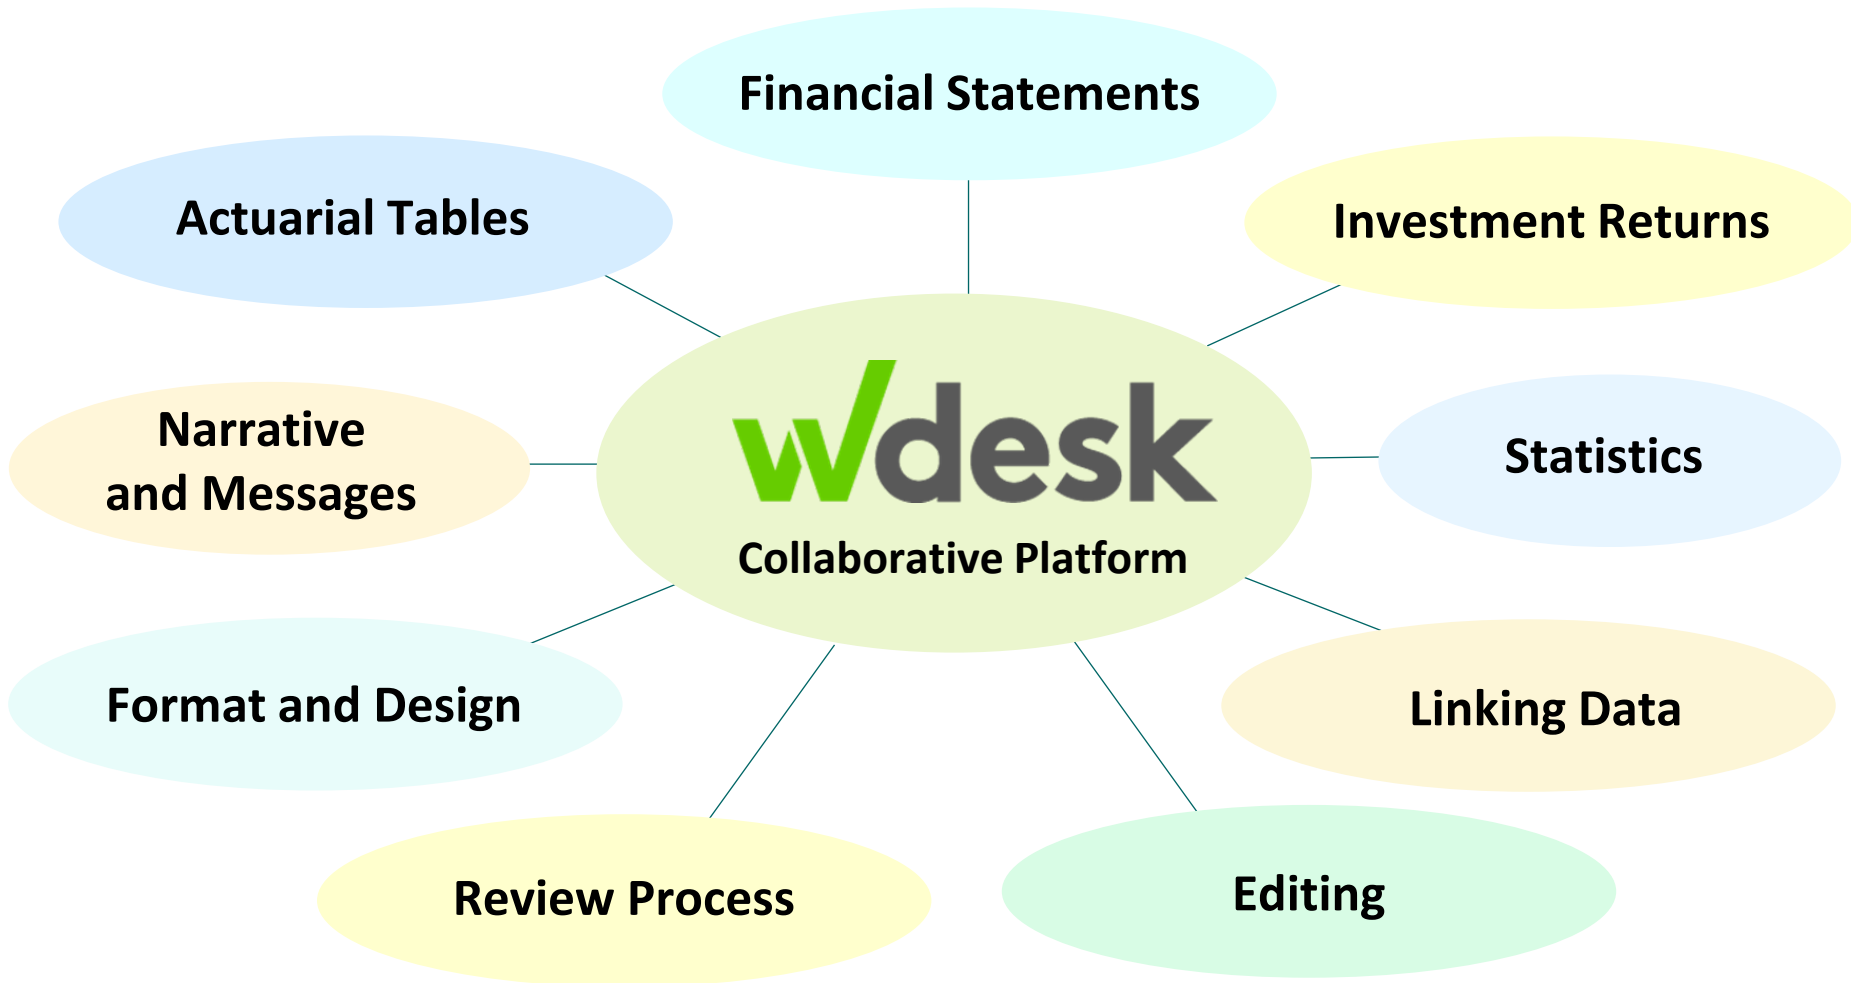 Financial Statements
Actuarial Tables
Investment Returns
Narrative
and Messages
wdesk
Collaborative Platform
Statistics
Format and Design
Linking Data
Review Process
Editing